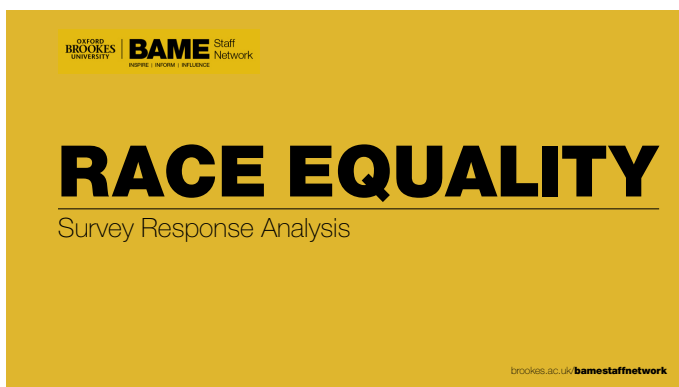 OXFORD
BROOKES
UNIVERSITY
BAME Staff
Network
INSPIRE | INFORM | INFLUENCE
RACE EQUALITY
Survey Response Analysis
brookes.ac.uk/bamestaffnetwork